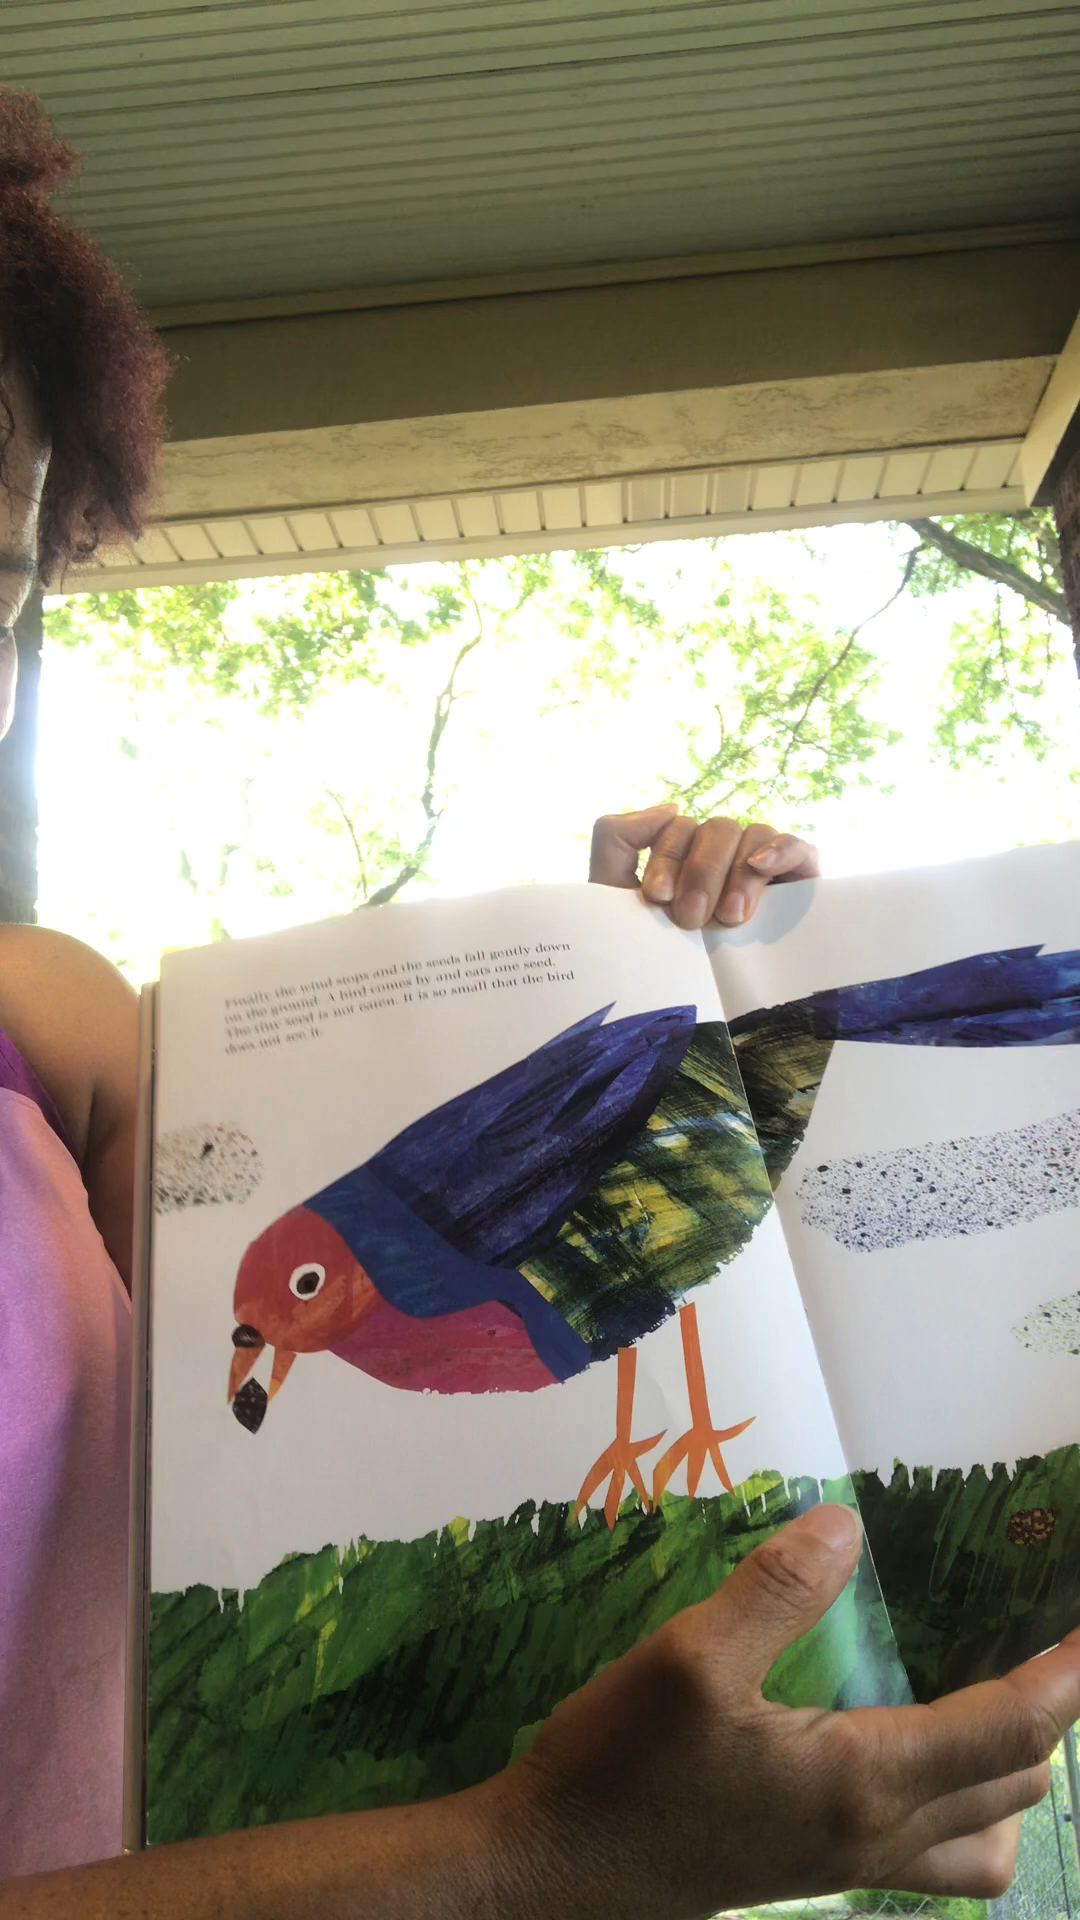 Finally the wind stops and the seeds fall gently down
on the ground. A bird comes by and eats one seed.
The tiny seed is not eaten. It is so small that the bird
does not see it.